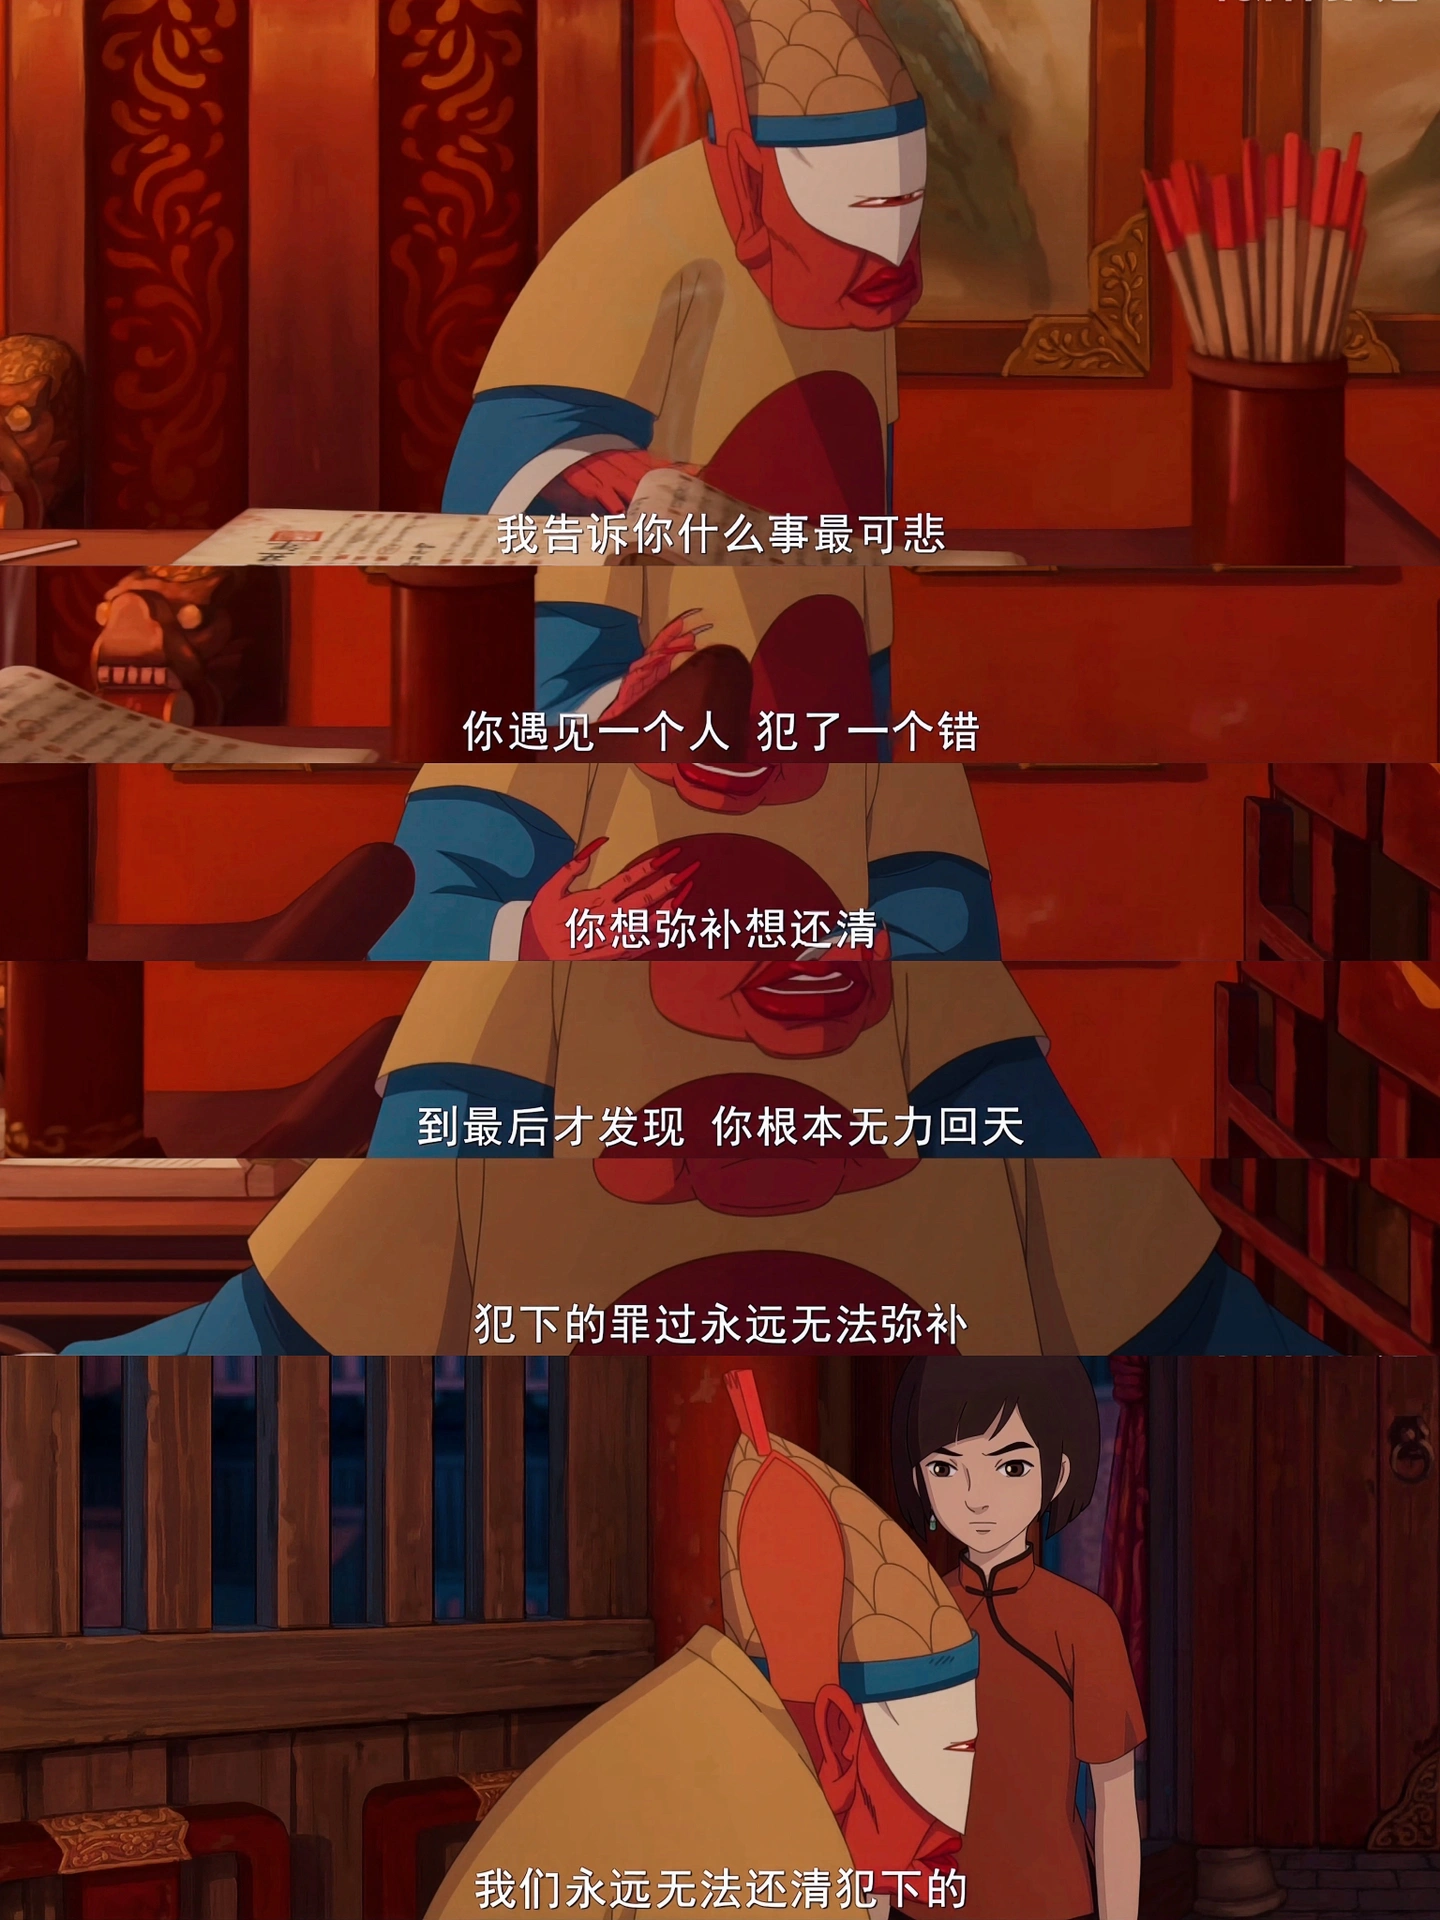 我告诉你什么事最可悲
你遇见一个人 犯了一个错
你想弥补想还清
到最后才发现 你根本无力回天
犯下的罪过永远无法弥补
我们永远无法还清犯下的